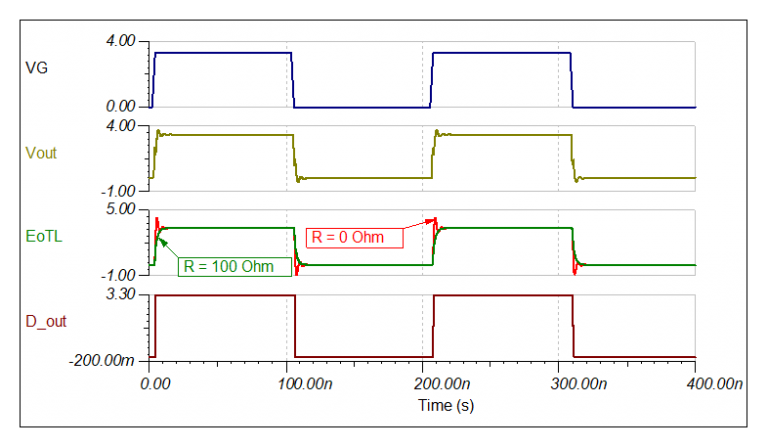 4.00
VG
0.00
4.00
Vout
-1.00
5.00
EoTL
R = 0 Ohm
R = 100 Ohm
-1.00
3.30
D_out
-200.00m
0.00 100.00n 200.00n 300.00n 400.00n
Time (s)